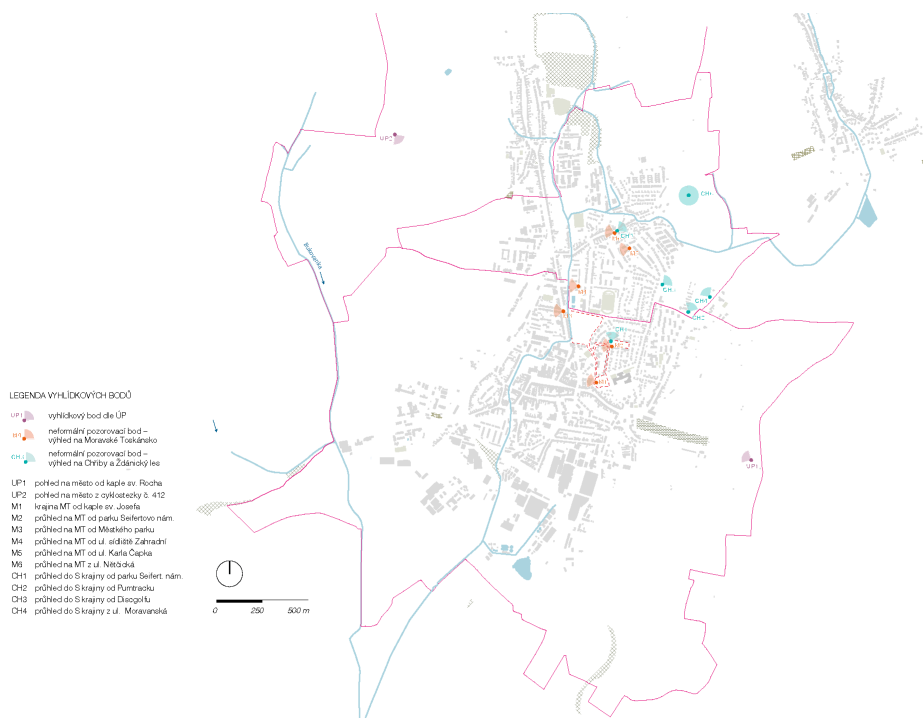 LEGENDA VYHLÍDKOVÝCH BODŮ
UP1 vyhlídkový bod dle ÚP
M1 neformální pozorovací bod –
výhled na Moravské Toskánsko
CH1 neformální pozorovací bod –
výhled na Chřiby a Ždánický les
UP1 pohled na město od kaple sv. Rocha
UP2 pohled na město z cyklostezky č. 412
M1 krajina MT od kaple sv. Josefa
M2 průhled na MT od parku Seifertovo nám.
M3 průhled na MT od Městkého parku
M4 průhled na MT od ul. sídliště Zahradní
M5 průhled na MT od ul. Karla Čapka
M6 průhled na MT z ul. Nětčická
CH1 průhled do S krajiny od parku Seifert. nám.
CH2 průhled do S krajiny od Pumtracku
CH3 průhled do S krajiny od Discgolfu
CH4 průhled do S krajiny z ul. Moravanská
0 250 500 m
Bukovanka
UP2
UP1